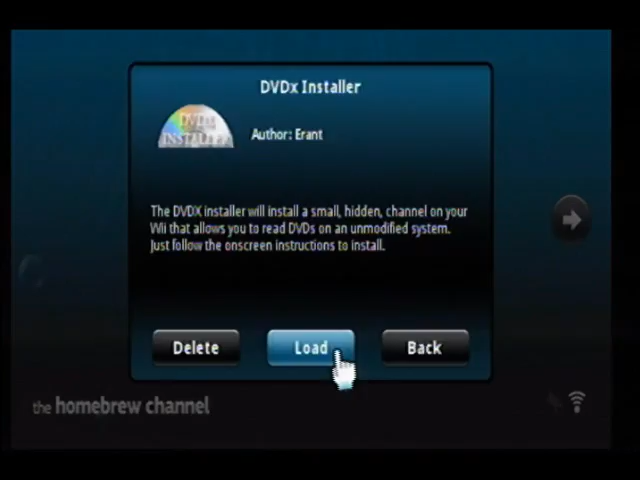 DVDx Installer
DVDX
INSTALLER
Author: Erant
The DVDX installer will install a small, hidden, channel on your
Wii that allows you to read DVDs on an unmodified system.
Just follow the onscreen instructions to install.
Delete
Load
Back
the homebrew channel